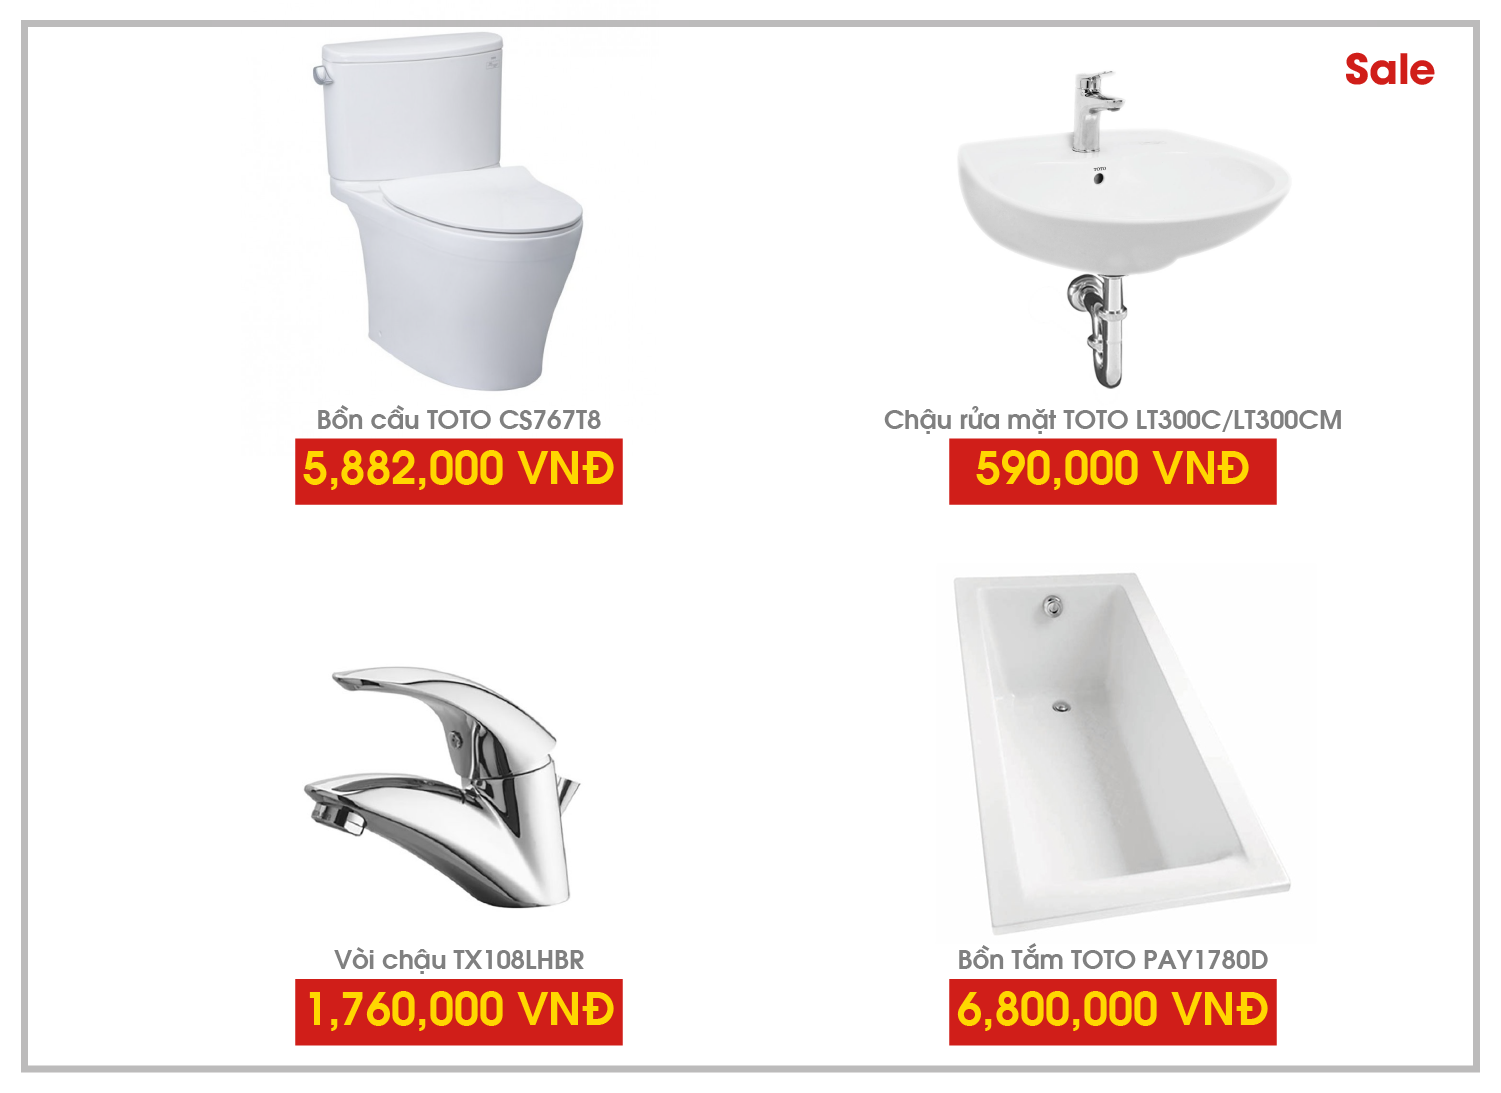 Sale
TOTO
Bồn cầu TOTO CS767T8
5,882,000 VNĐ
Chậu rửa mặt TOTO LT300C/LT300CM
590,000 VNĐ
Vòi chậu TX108LHBR
1,760,000 VNĐ
Bồn Tắm TOTO PAY1780D
6,800,000 VNĐ